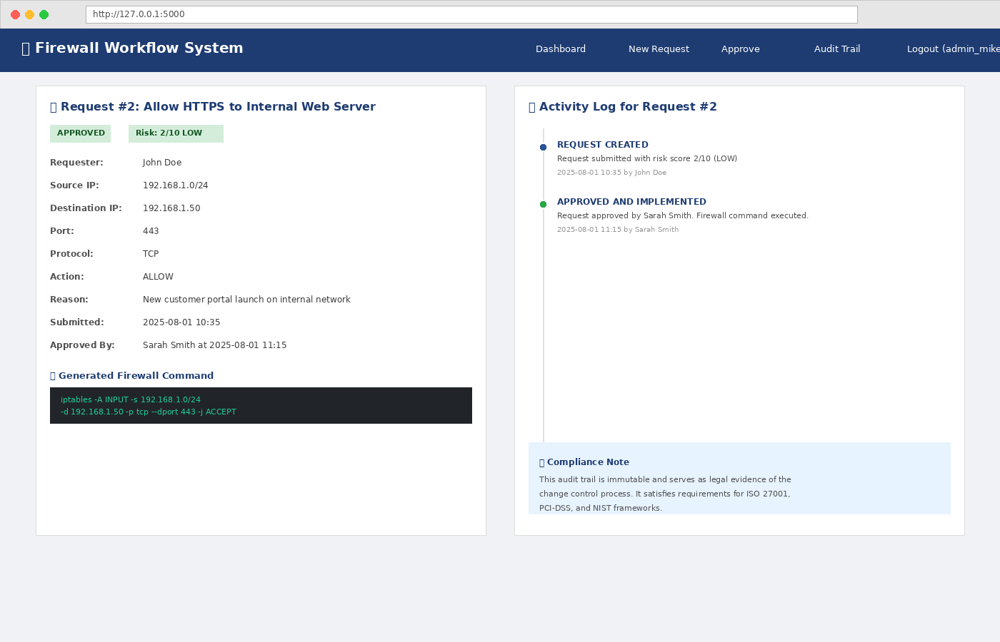 http://127.0.0.1:5000
Firewall Workflow System
Dashboard
New Request
Approve
Audit Trail
Logout (admin_mike
Request #2: Allow HTTPS to Internal Web Server
APPROVED
Risk: 2/10 LOW
Requester: John Doe
Source IP: 192.168.1.0/24
Destination IP: 192.168.1.50
Port: 443
Protocol: TCP
Action: ALLOW
Reason: New customer portal launch on internal network
Submitted: 2025-08-01 10:35
Approved By: Sarah Smith at 2025-08-01 11:15
Generated Firewall Command
iptables -A INPUT -s 192.168.1.0/24
-d 192.168.1.50 -p tcp --dport 443 -j ACCEPT
Activity Log for Request #2
REQUEST CREATED
Request submitted with risk score 2/10 (LOW)
2025-08-01 10:35 by John Doe
APPROVED AND IMPLEMENTED
Request approved by Sarah Smith. Firewall command executed.
2025-08-01 11:15 by Sarah Smith
Compliance Note
This audit trail is immutable and serves as legal evidence of the
change control process. It satisfies requirements for ISO 27001,
PCI-DSS, and NIST frameworks.